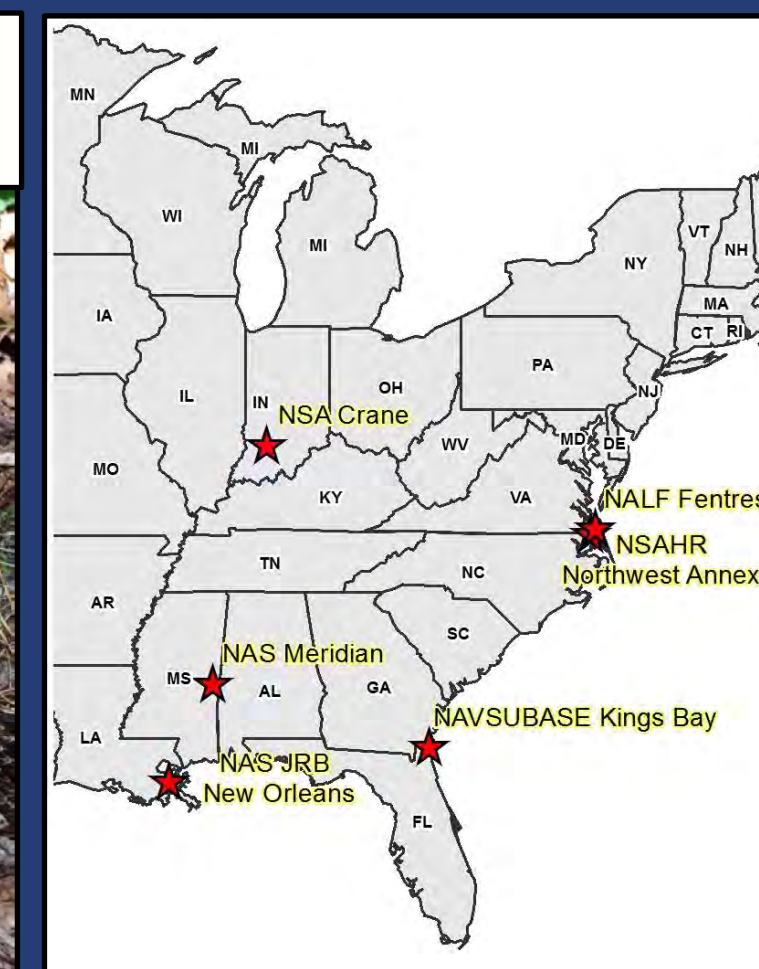 MN
MI
WI
MI
VT
NH
NY
MA
CT RI
IA
PA
NJ
IL
IN
OH
NSA Crane
MD
DE
WV
MO
KY
VA
NALF Fentres
NSAHR
Northwest Annex
TN
NC
AR
SC
NAS Meridian
MS
AL
GA
NAVSUBASE Kings Bay
LA
NAS JRB
New Orleans
FL